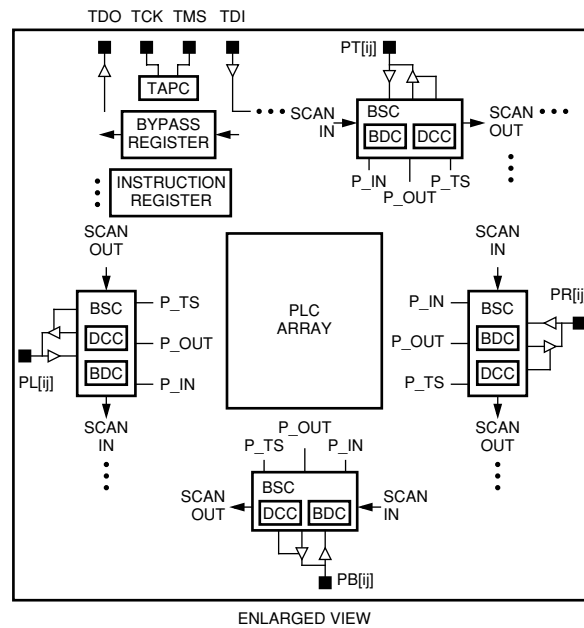 TDO TCK TMS TDI
PT[ij]
TAPC
BYPASS
REGISTER
INSTRUCTION
REGISTER
SCAN
IN
BSC
BDC DCC
SCAN
OUT
P_IN
P_OUT
P_TS
SCAN
OUT
BSC
DCC
BDC
P_TS
P_OUT
P_IN
PL[ij]
SCAN
IN
PLC
ARRAY
SCAN
IN
P_IN
P_OUT
P_TS
BSC
BDC
DCC
PR[ij]
SCAN
OUT
P_OUT
P_TS
P_IN
SCAN
OUT
BSC
DCC BDC
SCAN
IN
PB[ij]
ENLARGED VIEW